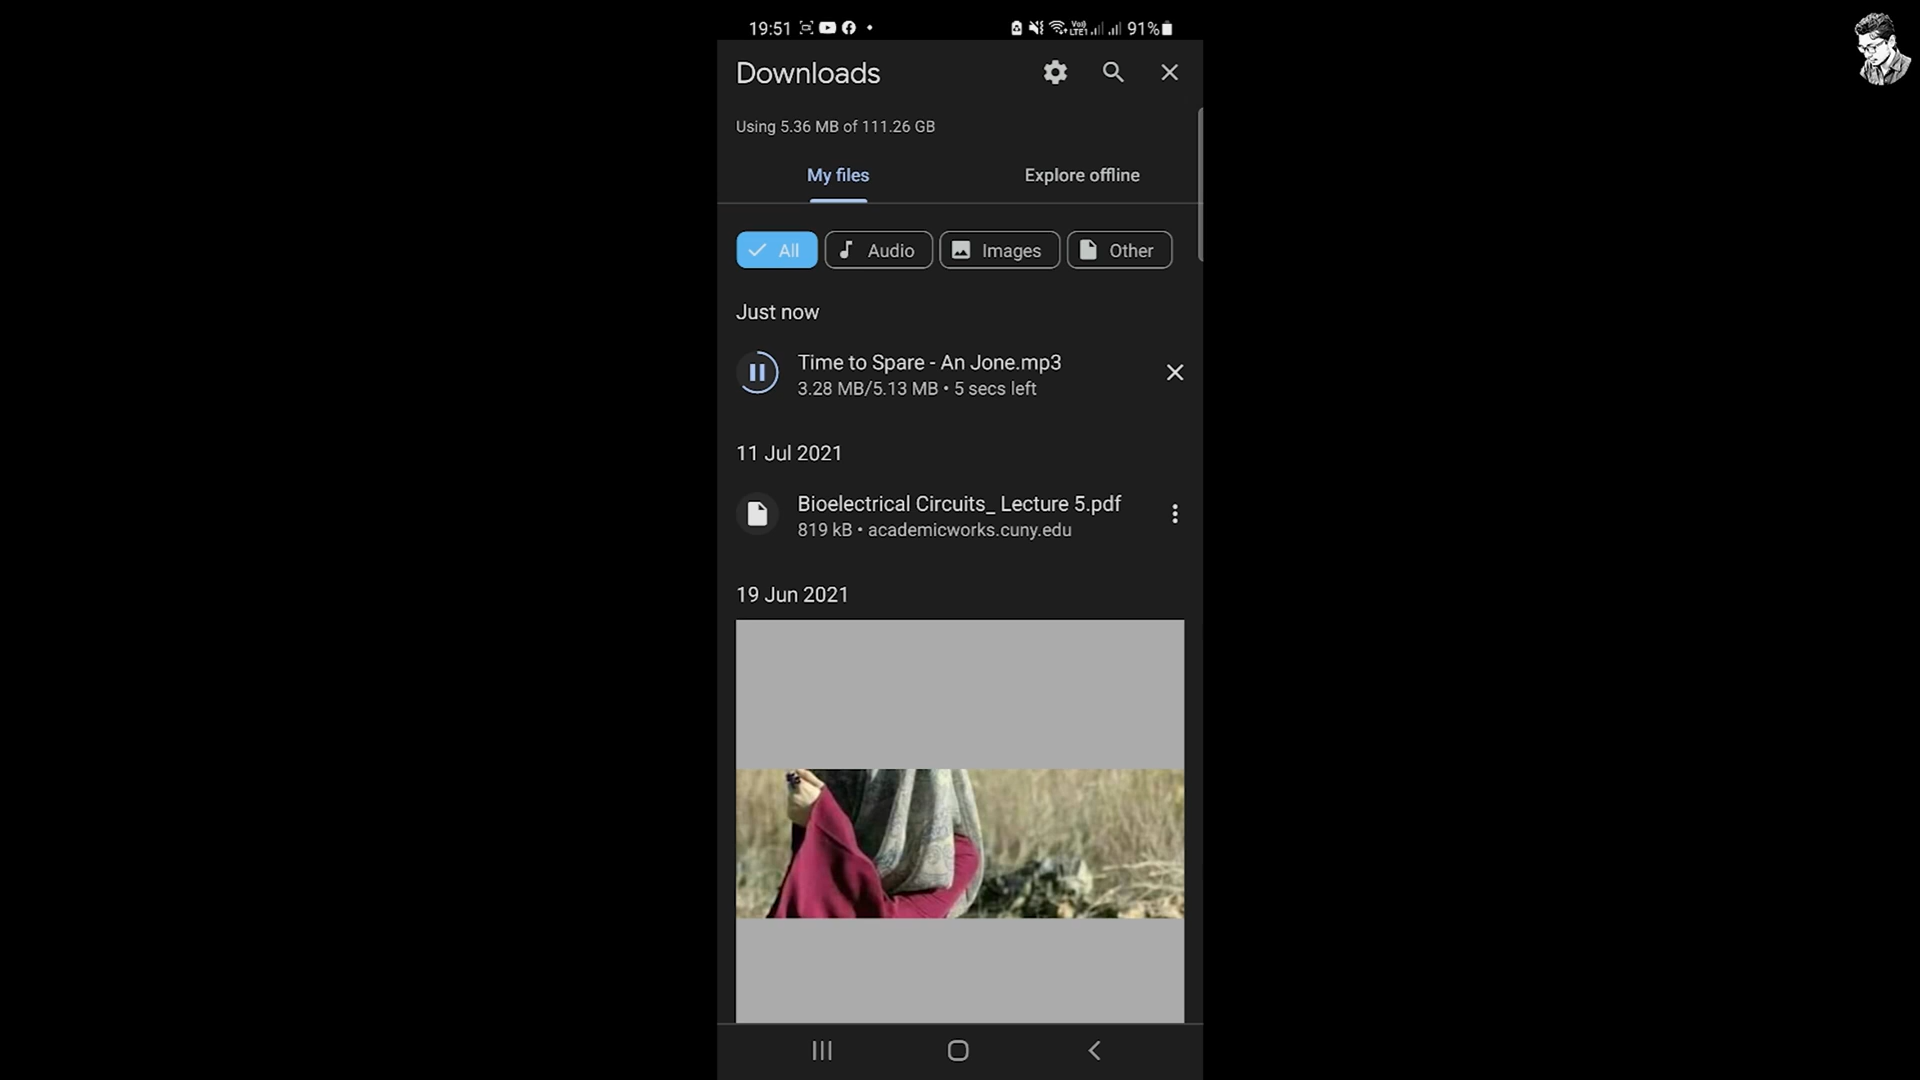 19:51 91%
Downloads
Using 5.36 MB of 111.26 GB
My files Explore offline
All Audio Images Other
Just now
Time to Spare - An Jone.mp3
3.28 MB/5.13 MB • 5 secs left
11 Jul 2021
Bioelectrical Circuits_ Lecture 5.pdf
819 kB • academicworks.cuny.edu
19 Jun 2021